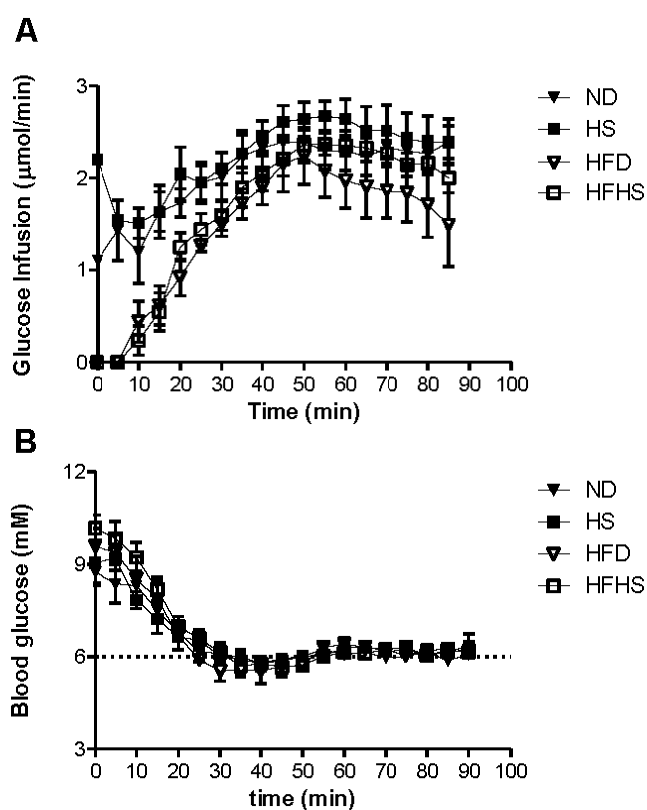 A
Glucose Infusion (μmol/min)
3
2
1
0
0 10 20 30 40 50 60 70 80 90 100
Time (min)
ND
HS
HFD
HFHS
B
Blood glucose (mM)
12
9
6
3
0 10 20 30 40 50 60 70 80 90 100
time (min)
ND
HS
HFD
HFHS